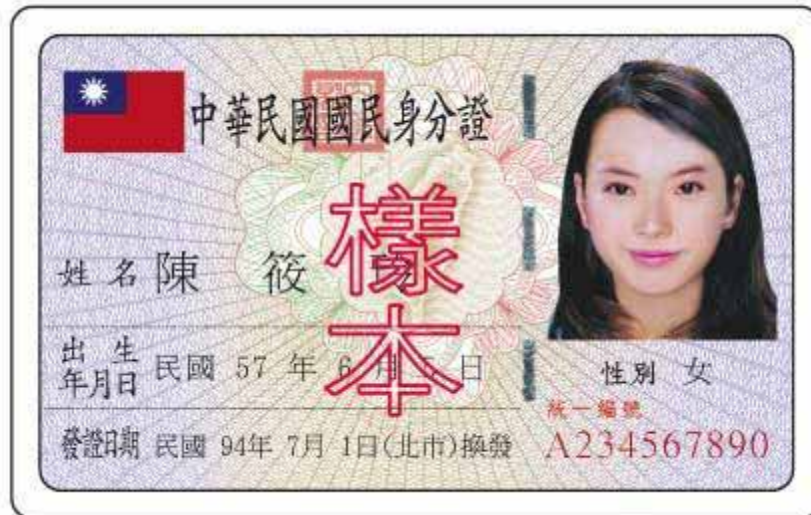 中華民國國民身分證
樣本
姓名 陳筱
出生年月日 民國 57 年 6 月 日
性別 女
發證日期 民國 94年 7月 1日(北市)換發
統一編號
A234567890